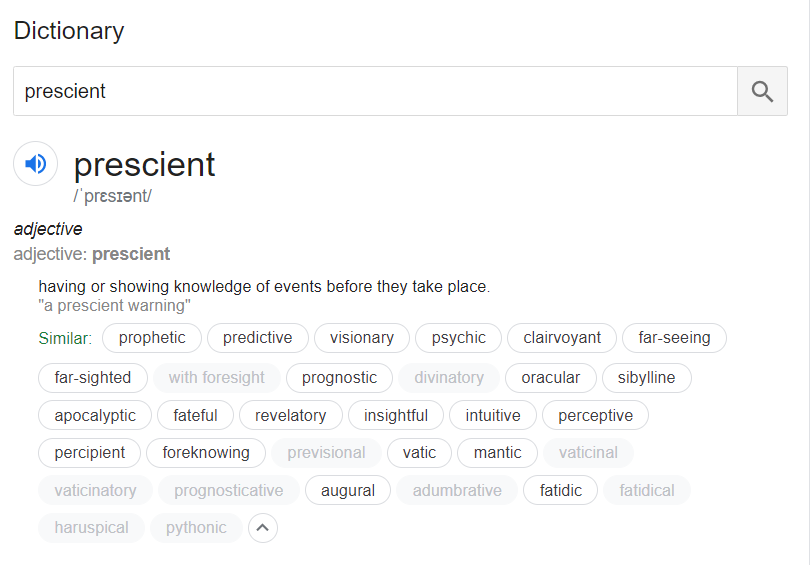 Dictionary
prescient
prescient
/ˈprɛsɪənt/
adjective
adjective: prescient
having or showing knowledge of events before they take place.
"a prescient warning"
Similar: prophetic predictive visionary psychic clairvoyant far-seeing
far-sighted with foresight prognostic divinatory oracular sibylline
apocalyptic fateful revelatory insightful intuitive perceptive
percipient foreknowing previsional vatic mantic vaticinal
vaticinatory prognosticative augural adumbrative fatidic fatidical
haruspical pythonic